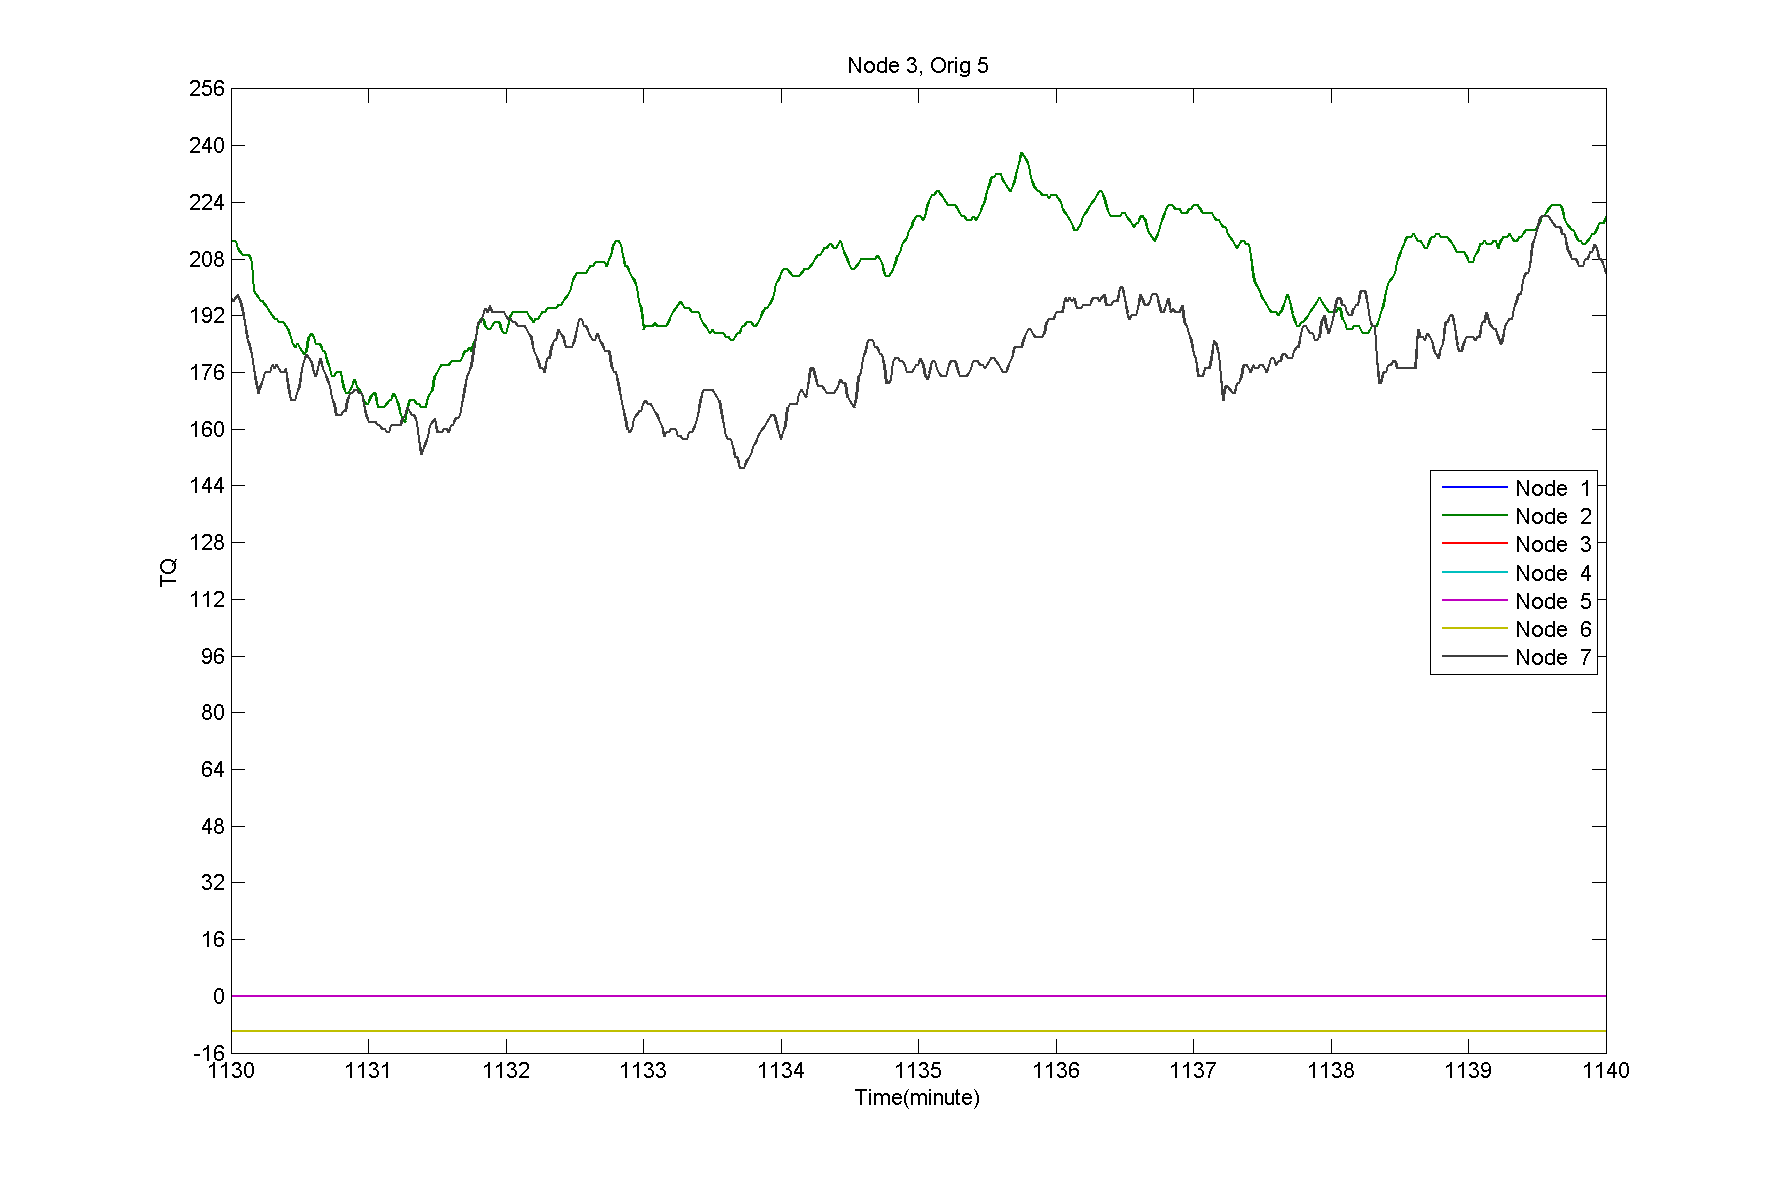 Node 3, Orig 5
256
240
224
208
192
176
160
144
128
112
96
80
64
48
32
16
0
-16
TQ
Node 1
Node 2
Node 3
Node 4
Node 5
Node 6
Node 7
1130 1131 1132 1133 1134 1135 1136 1137 1138 1139 1140
Time(minute)